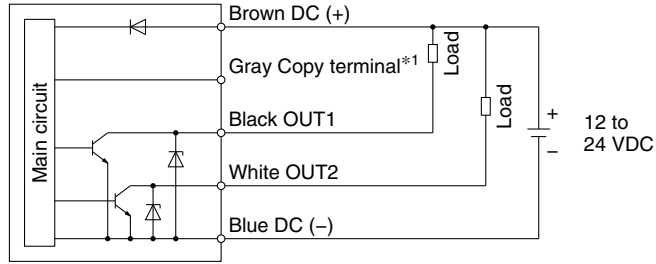 Brown DC (+)
Gray Copy terminal*1
Black OUT1
White OUT2
Blue DC (−)
Main circuit
Load
Load
+
−
12 to
24 VDC